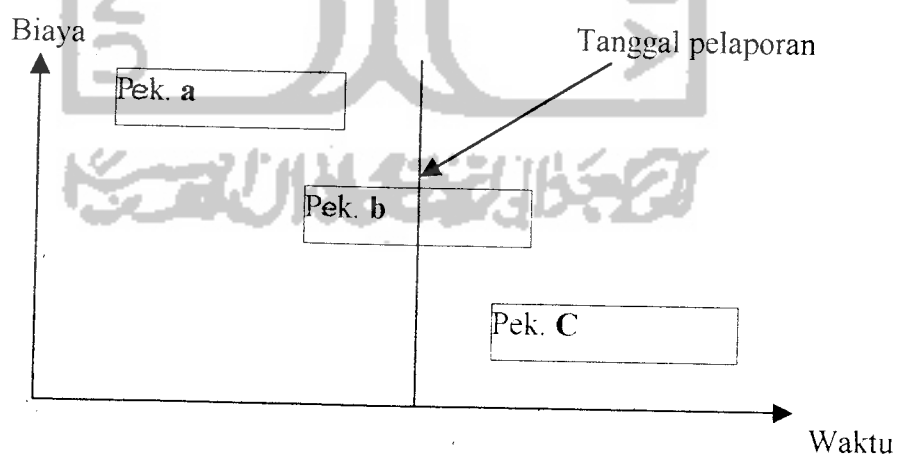 Biaya
Tanggal pelaporan
Pek. a
Pek. b
Pek. C
Waktu